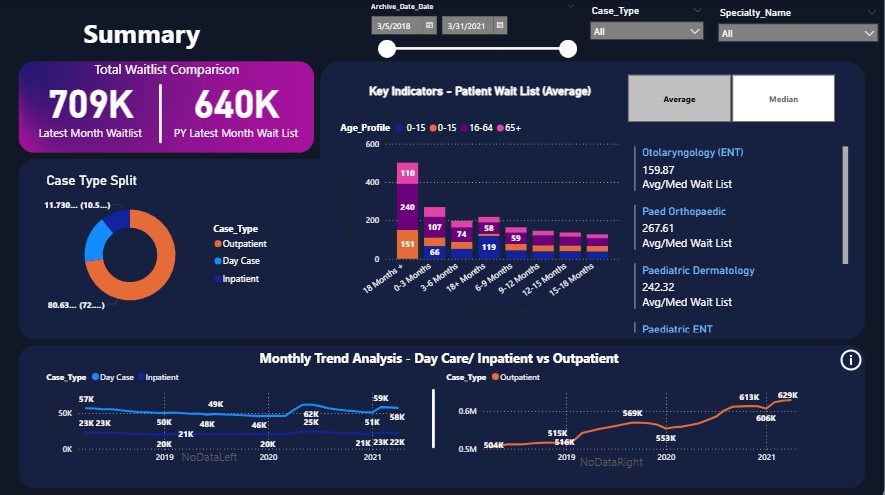 Summary
Archive_Date_Date
3/5/2018
3/31/2021
Case_Type
All
Specialty_Name
All
Total Waitlist Comparison
709K
Latest Month Waitlist
640K
PY Latest Month Wait List
Case Type Split
11.730... (10.5...)
80.63... (72....)
Case_Type
Outpatient
Day Case
Inpatient
Key Indicators - Patient Wait List (Average)
Average
Median
Age_Profile 0-15 0-15 16-64 65+
600
400
200
0
110
240
151
107
66
74
58
119
59
18 Months +
0-3 Months
3-6 Months
18+ Months
6-9 Months
9-12 Months
12-15 Months
15-18 Months
Otolaryngology (ENT)
159.87
Avg/Med Wait List
Paed Orthopaedic
267.61
Avg/Med Wait List
Paediatric Dermatology
242.32
Avg/Med Wait List
Paediatric ENT
Monthly Trend Analysis - Day Care/ Inpatient vs Outpatient
Case_Type Day Case Inpatient
50K
0K
57K
50K
49K
48K
46K
62K
51K
59K
58K
23K 23K
20K
21K
20K
25K
21K 23K 22K
2019 2020 2021
NoDataLeft
Case_Type Outpatient
0.6M
0.5M
504K
515K
516K
569K
553K
613K
606K
629K
2019 2020 2021
NoDataRight